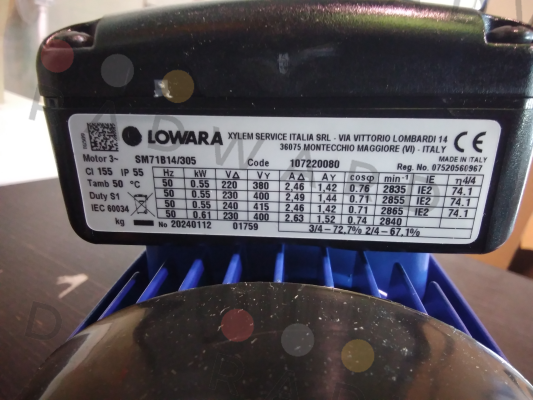 LOWARA XYLEM SERVICE ITALIA SRL - VIA VITTORIO LOMBARDI 14
36075 MONTECCHIO MAGGIORE (VI) - ITALY
CE
MADE IN ITALY
Motor 3~ SM71B14/305 Code 107220080 Reg. No. 07520560967
Cl 155 IP 55 Hz kW V△ VY A△ AY cosφ min⁻¹ IE η4/4
Tamb 50 °C 50 0.55 220 380 2,46 1,42 0.76 2835 IE2 74.1
Duty S1 50 0.55 230 400 2,49 1,44 0.71 2855 IE2 74.1
IEC 60034 50 0.55 240 415 2,46 1,42 0.71 2865 IE2 74.1
50 0.61 230 400 2,63 1,52 0.74 2840
kg No 20240112 01759 3/4 - 72,7% 2/4 - 67,1%